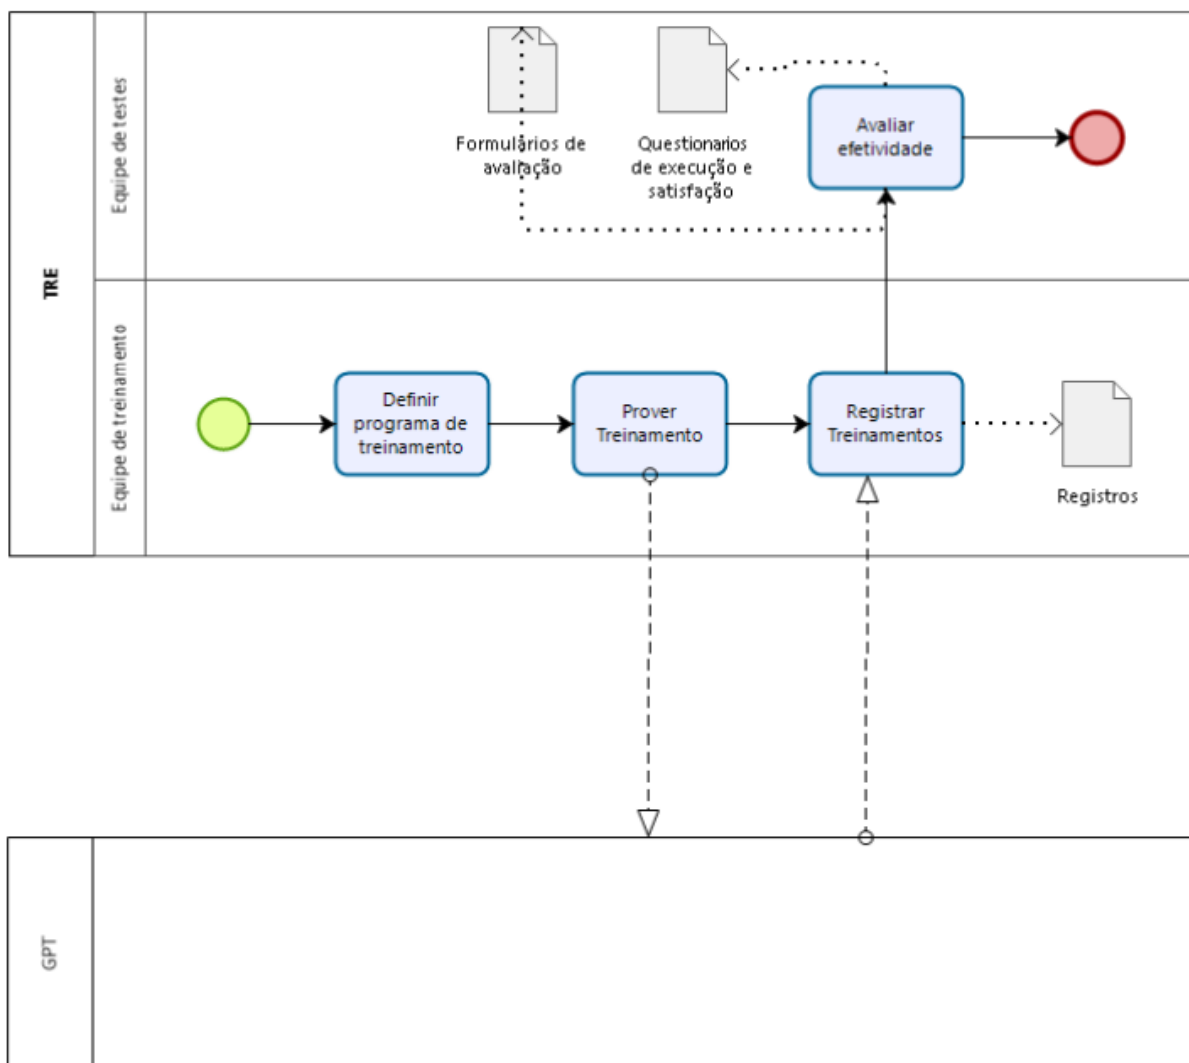 TRE
Equipe de testes
Formulários de
avaliação
Questionarios
de execução e
satisfação
Avaliar
efetividade
Equipe de treinamento
Definir
programa de
treinamento
Prover
Treinamento
Registrar
Treinamentos
Registros
GPT